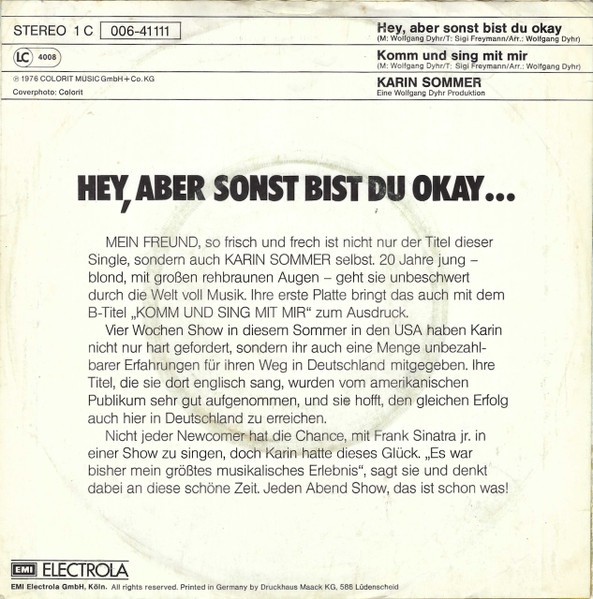 STEREO 1 C 006-41111
Hey, aber sonst bist du okay
(M: Wolfgang Dyhr/T: Sigi Freymann/Arr.: Wolfgang Dyhr)
LC 4008
Komm und sing mit mir
(M: Wolfgang Dyhr/T: Sigi Freymann/Arr.: Wolfgang Dyhr)
℗ 1976 COLORIT MUSIC GmbH + Co. KG
Coverphoto: Colorit
KARIN SOMMER
Eine Wolfgang Dyhr Produktion
HEY, ABER SONST BIST DU OKAY...
MEIN FREUND, so frisch und frech ist nicht nur der Titel dieser
Single, sondern auch KARIN SOMMER selbst. 20 Jahre jung –
blond, mit großen rehbraunen Augen – geht sie unbeschwert
durch die Welt voll Musik. Ihre erste Platte bringt das auch mit dem
B-Titel „KOMM UND SING MIT MIR“ zum Ausdruck.
Vier Wochen Show in diesem Sommer in den USA haben Karin
nicht nur hart gefordert, sondern ihr auch eine Menge unbezahl-
barer Erfahrungen für ihren Weg in Deutschland mitgegeben. Ihre
Titel, die sie dort englisch sang, wurden vom amerikanischen
Publikum sehr gut aufgenommen, und sie hofft, den gleichen Erfolg
auch hier in Deutschland zu erreichen.
Nicht jeder Newcomer hat die Chance, mit Frank Sinatra jr. in
einer Show zu singen, doch Karin hatte dieses Glück. „Es war
bisher mein größtes musikalisches Erlebnis“, sagt sie und denkt
dabei an diese schöne Zeit. Jeden Abend Show, das ist schon was!
EMI ELECTROLA
EMI Electrola GmbH, Köln. All rights reserved. Printed in Germany by Druckhaus Maack KG, 588 Lüdenscheid